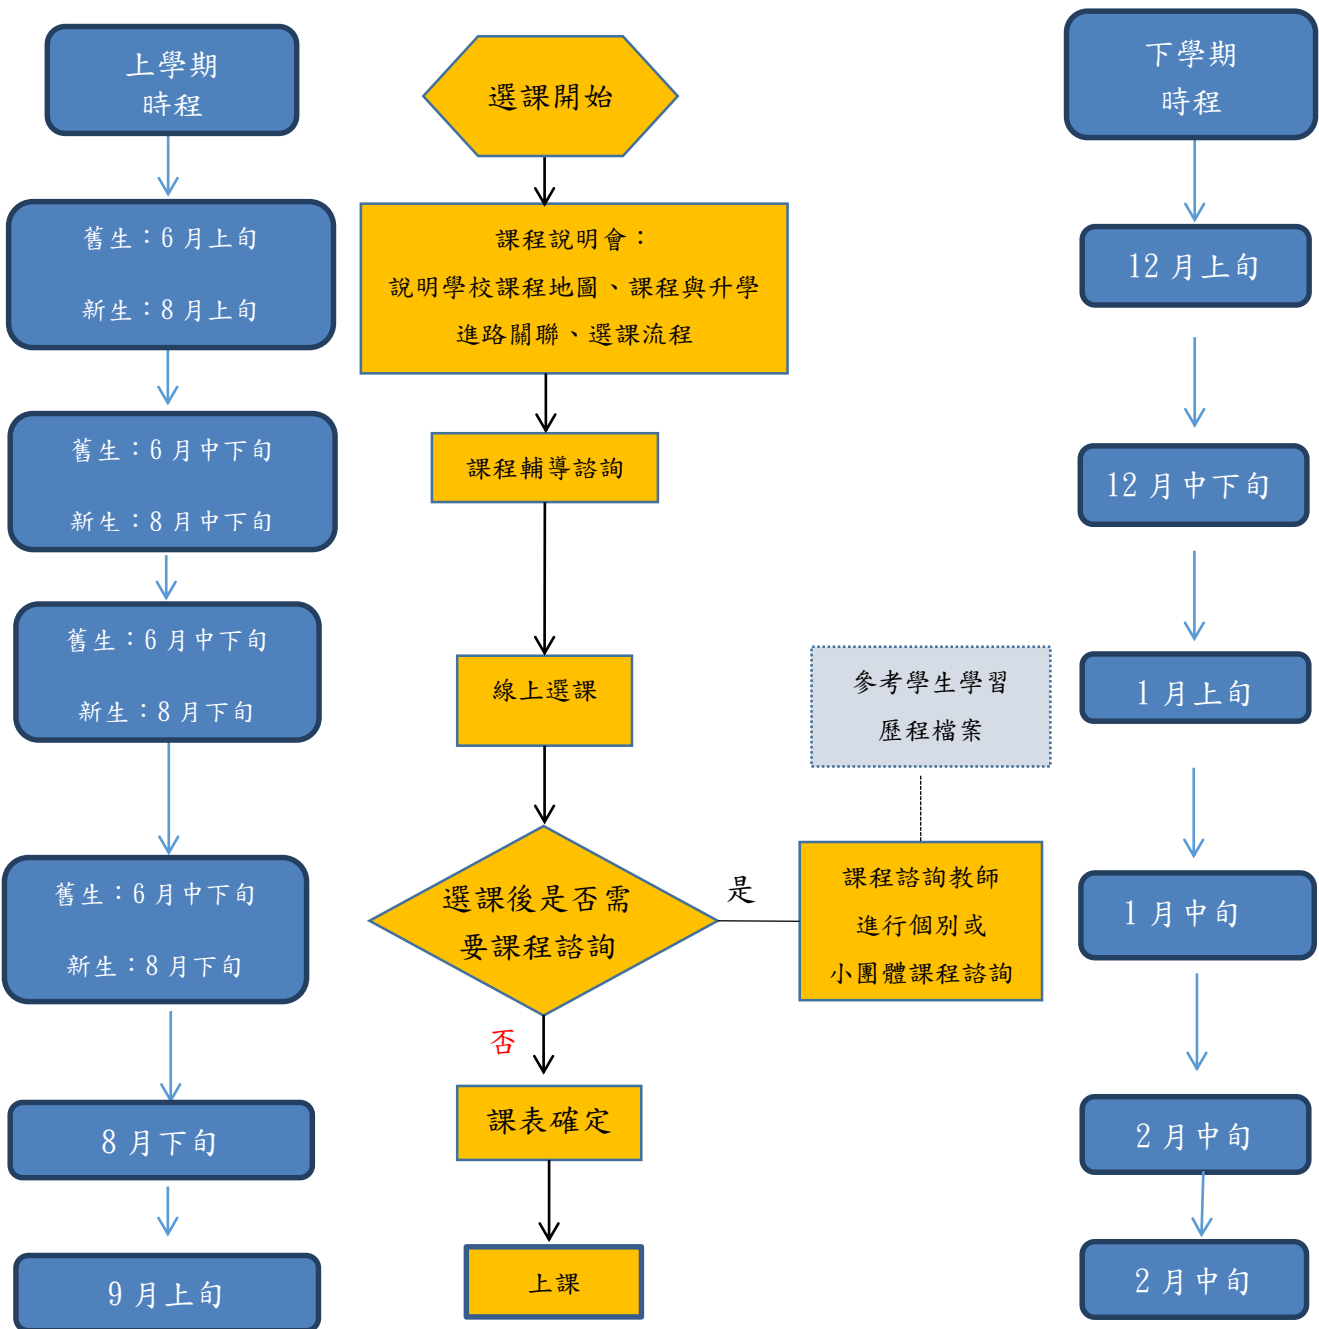 上學期
時程
選課開始
下學期
時程
舊生：6 月上旬
新生：8 月上旬
課程說明會：
說明學校課程地圖、課程與升學
進路關聯、選課流程
12 月上旬
舊生：6 月中下旬
新生：8 月中下旬
課程輔導諮詢
12 月中下旬
舊生：6 月中下旬
新生：8 月下旬
線上選課
參考學生學習
歷程檔案
1 月上旬
舊生：6 月中下旬
新生：8 月下旬
選課後是否需
要課程諮詢
是
課程諮詢教師
進行個別或
小團體課程諮詢
1 月中旬
否
8 月下旬
課表確定
2 月中旬
9 月上旬
上課
2 月中旬